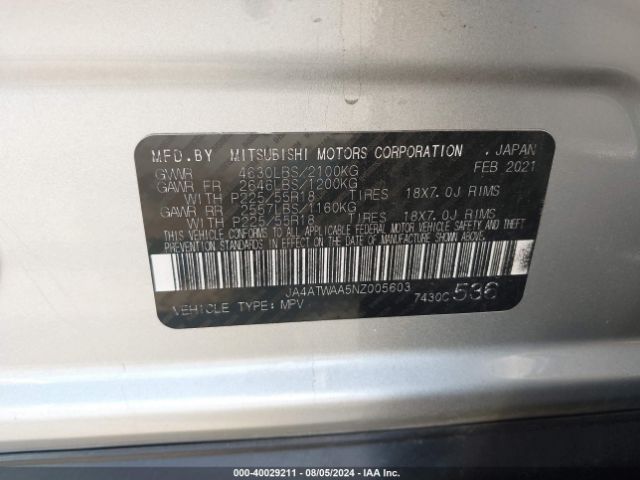 MFD.BY MITSUBISHI MOTORS CORPORATION .JAPAN
GVWR 4630LBS/2100KG FEB 2021
GAWR FR 2646LBS/1200KG
WITH P225/55R18 TIRES 18X7.0J RIMS
GAWR RR 2557LBS/1160KG
WITH P225/55R18 TIRES 18X7.0J RIMS
THIS VEHICLE CONFORMS TO ALL APPLICABLE FEDERAL MOTOR VEHICLE SAFETY AND
THEFT PREVENTION STANDARDS IN EFFECT ON THE DATE OF MANUFACTURE SHOWN ABOVE.
JA4ATWAA5NZ005603
VEHICLE TYPE: MPV 7430C 536
000-40029211 - 08/05/2024 - IAA Inc.